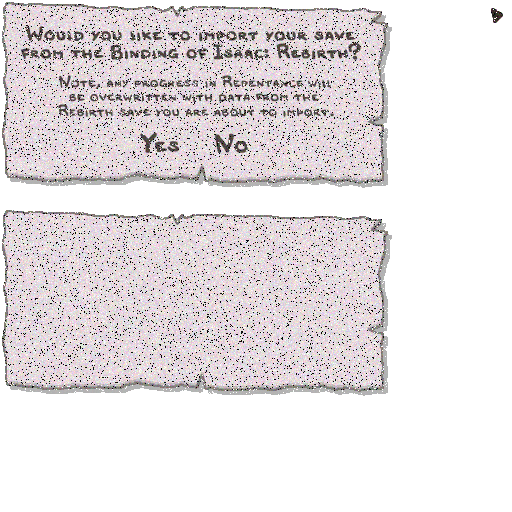 Would you like to import your save
from the Binding of Isaac: Rebirth?
Note, any progress in Repentance will
be overwritten with data from the
Rebirth save you are about to import.
Yes No